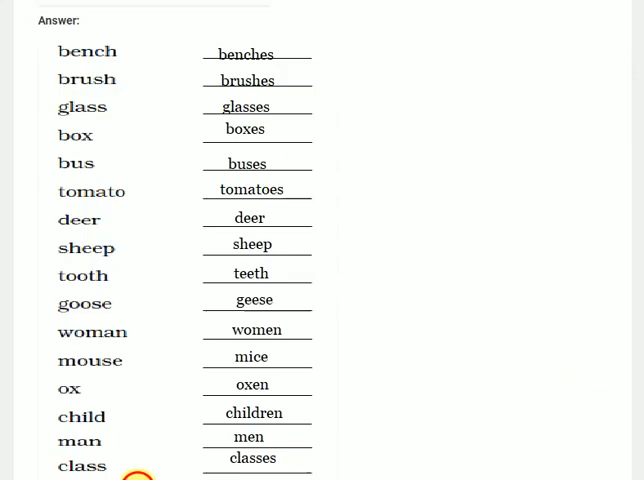 Answer:
bench benches
brush brushes
glass glasses
box boxes
bus buses
tomato tomatoes
deer deer
sheep sheep
tooth teeth
goose geese
woman women
mouse mice
ox oxen
child children
man men
class classes